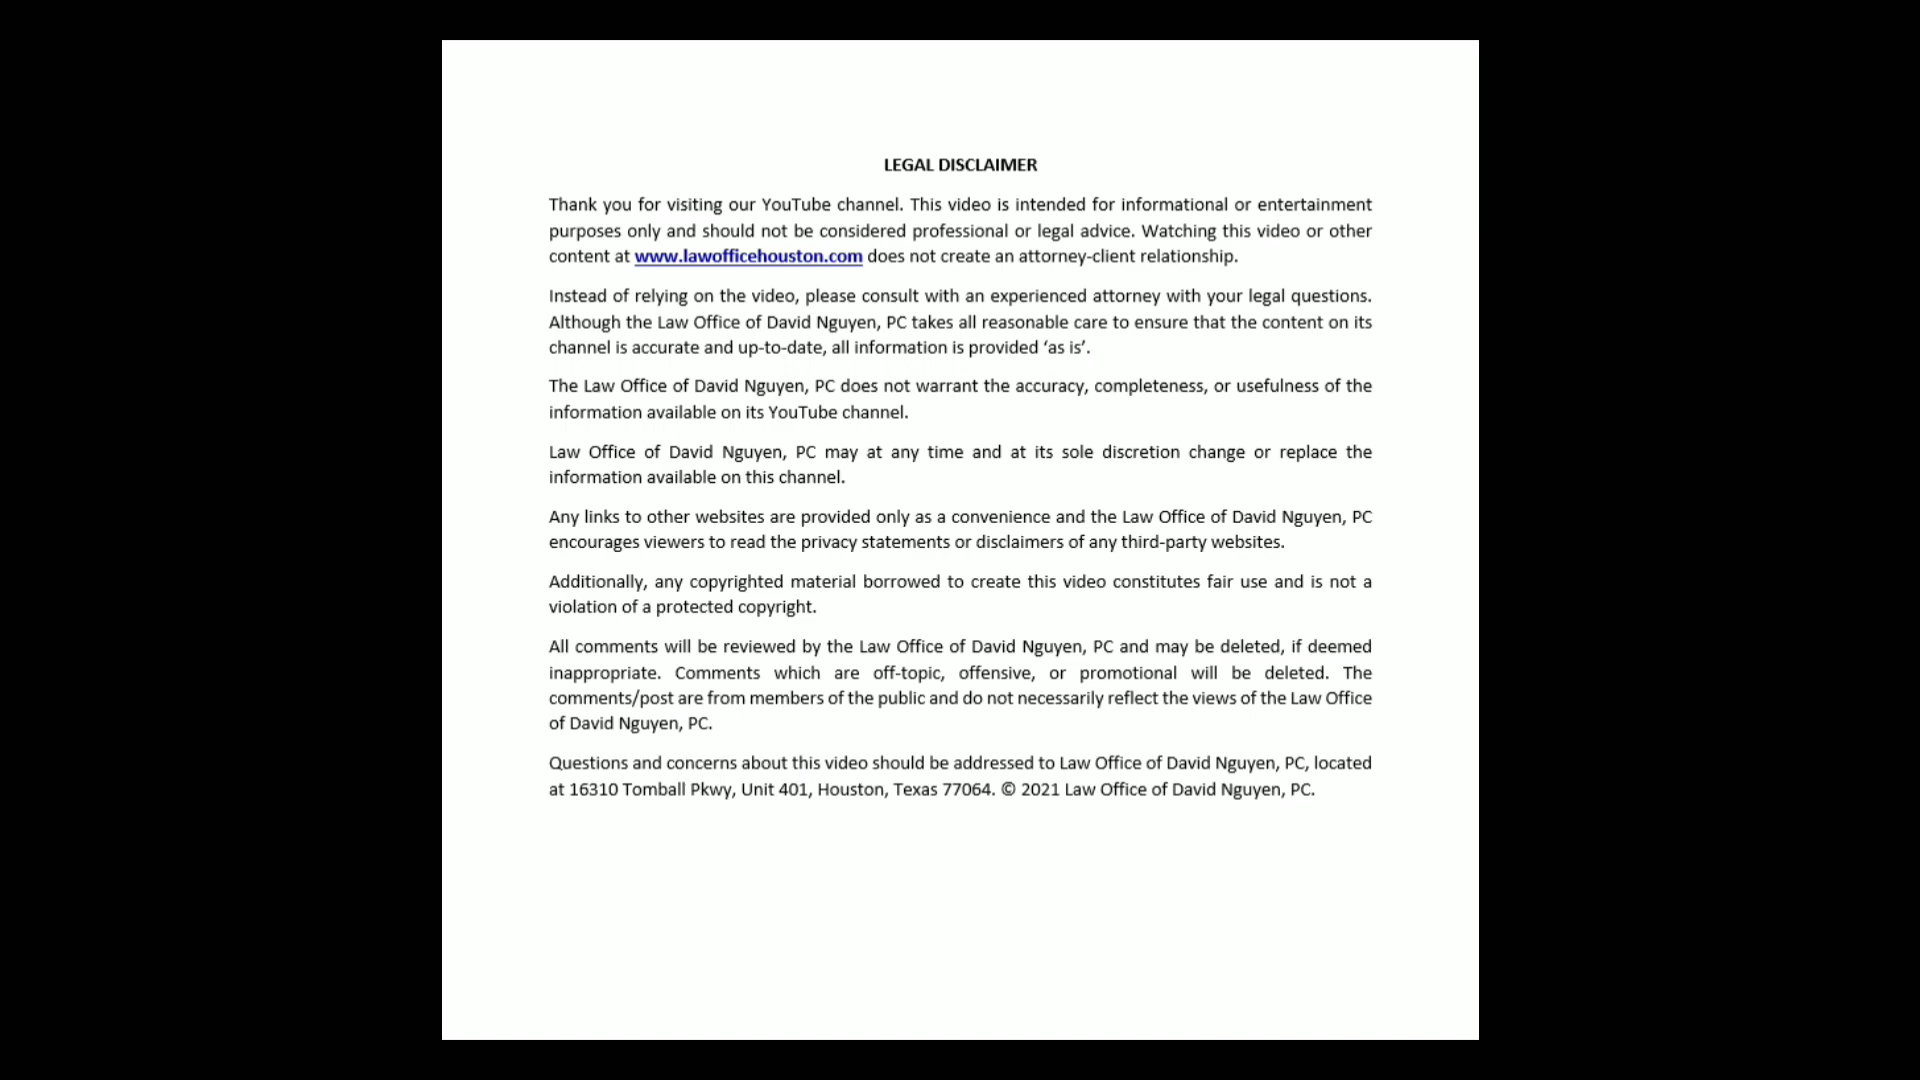 LEGAL DISCLAIMER
Thank you for visiting our YouTube channel. This video is intended for informational or entertainment
purposes only and should not be considered professional or legal advice. Watching this video or other
content at www.lawofficehouston.com does not create an attorney-client relationship.
Instead of relying on the video, please consult with an experienced attorney with your legal questions.
Although the Law Office of David Nguyen, PC takes all reasonable care to ensure that the content on its
channel is accurate and up-to-date, all information is provided ‘as is’.
The Law Office of David Nguyen, PC does not warrant the accuracy, completeness, or usefulness of the
information available on its YouTube channel.
Law Office of David Nguyen, PC may at any time and at its sole discretion change or replace the
information available on this channel.
Any links to other websites are provided only as a convenience and the Law Office of David Nguyen, PC
encourages viewers to read the privacy statements or disclaimers of any third-party websites.
Additionally, any copyrighted material borrowed to create this video constitutes fair use and is not a
violation of a protected copyright.
All comments will be reviewed by the Law Office of David Nguyen, PC and may be deleted, if deemed
inappropriate. Comments which are off-topic, offensive, or promotional will be deleted. The
comments/post are from members of the public and do not necessarily reflect the views of the Law Office
of David Nguyen, PC.
Questions and concerns about this video should be addressed to Law Office of David Nguyen, PC, located
at 16310 Tomball Pkwy, Unit 401, Houston, Texas 77064. © 2021 Law Office of David Nguyen, PC.